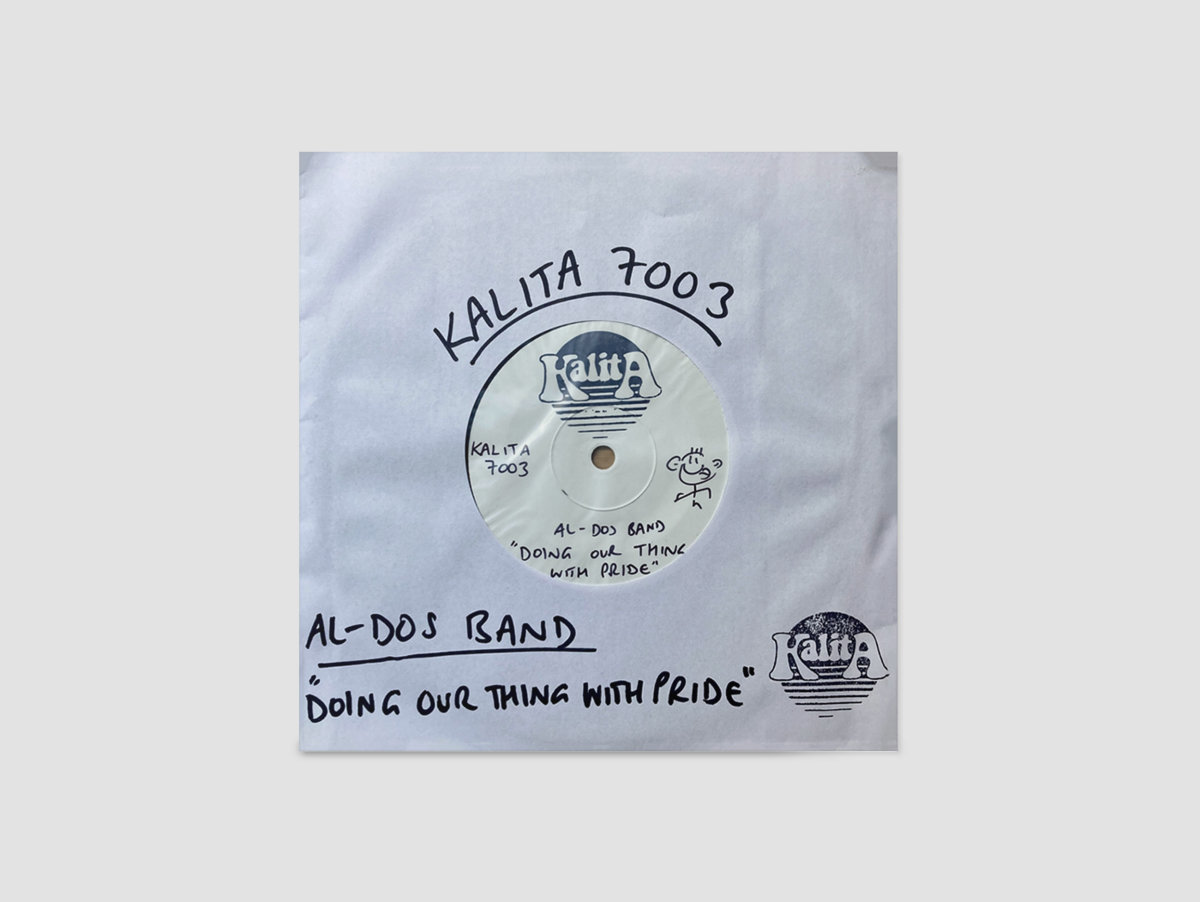 KALITA 7003
KalitA
KALITA
7003
AL-DOS BAND
"DOING OUR THING
WITH PRIDE"
AL-DOS BAND
"DOING OUR THING WITH PRIDE"
KalitA